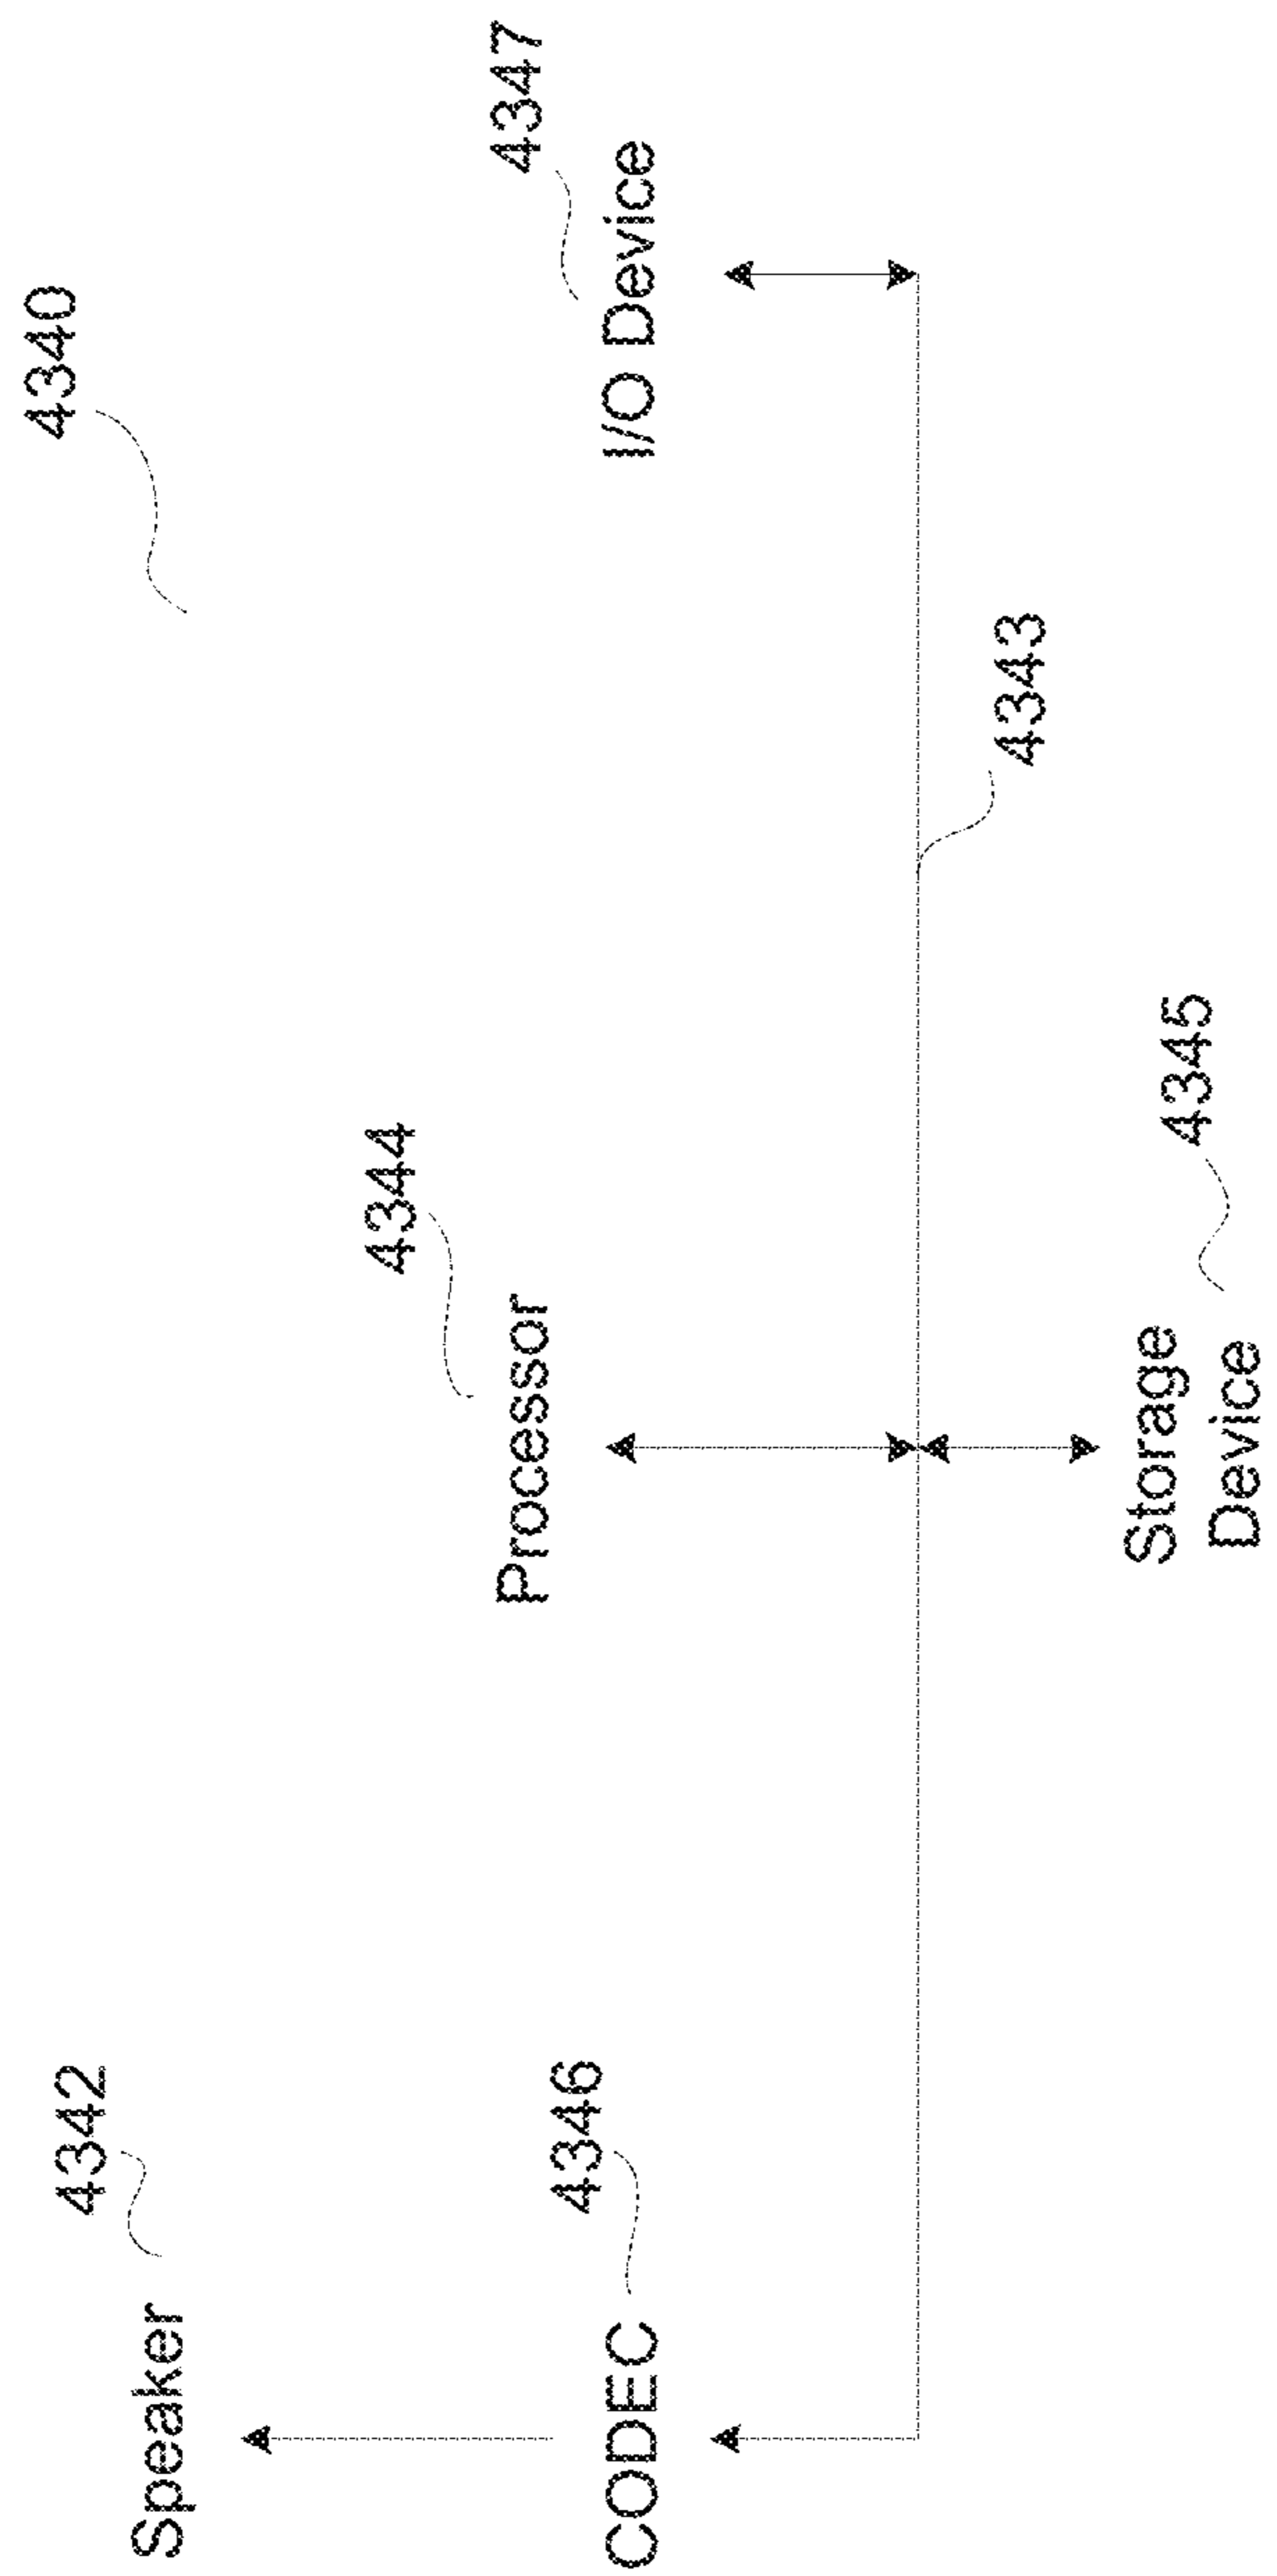 4340
4342
Speaker
4344
Processor
4347
I/O Device
4346
CODEC
4343
4345
Storage
Device